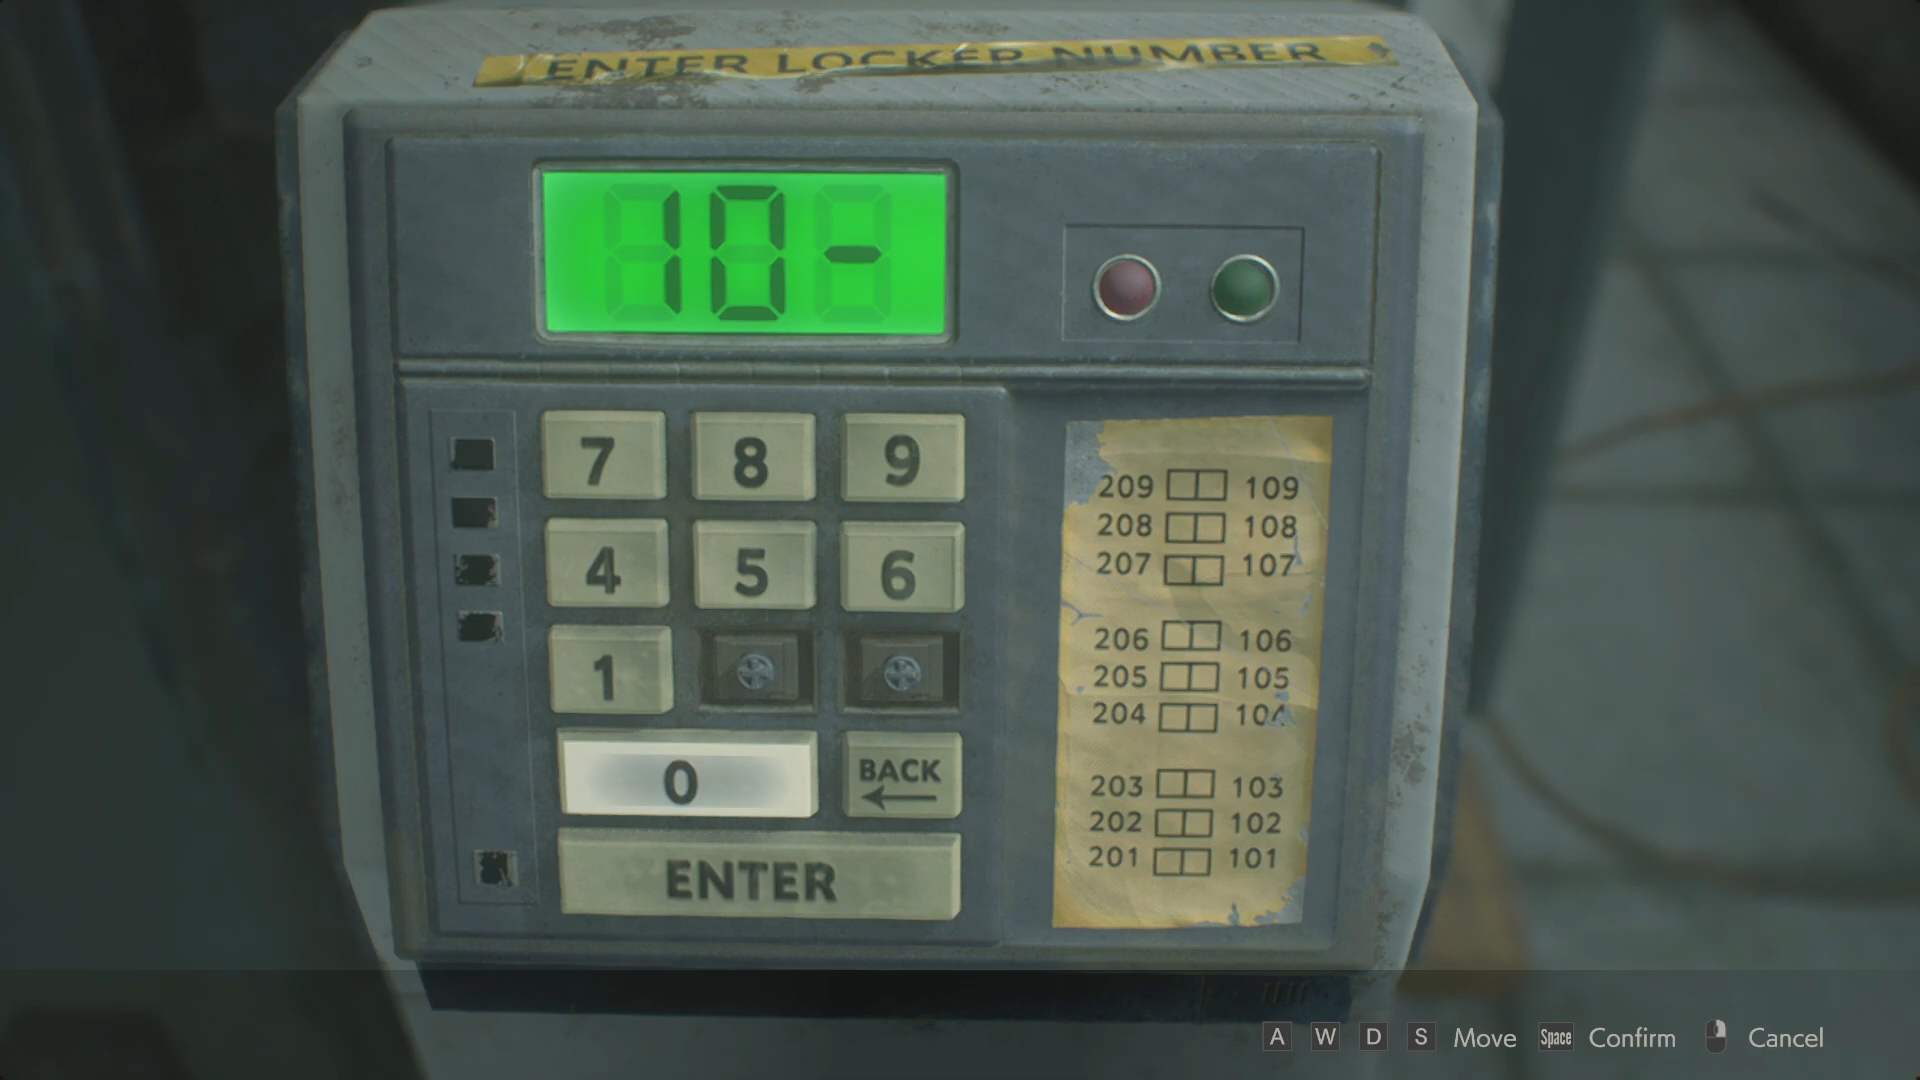 ENTER LOCKER NUMBER
10-
7 8 9
4 5 6
1
0 BACK
ENTER
209 109
208 108
207 107
206 106
205 105
204 104
203 103
202 102
201 101
A W D S Move Space Confirm Cancel